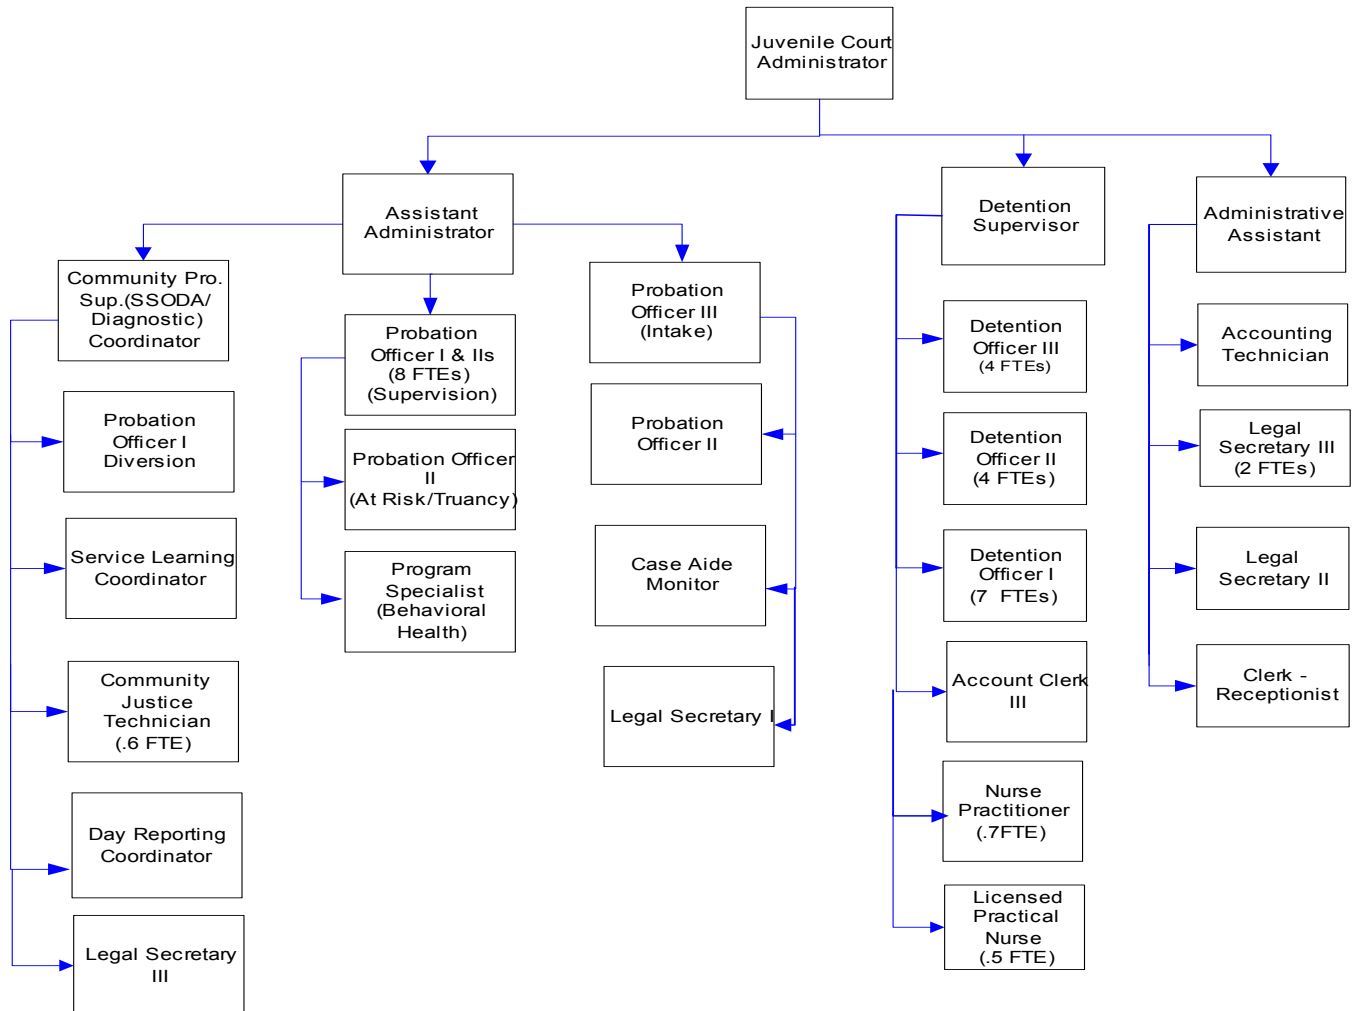 Juvenile Court
Administrator
Assistant
Administrator
Detention
Supervisor
Administrative
Assistant
Community Pro.
Sup.(SSODA/
Diagnostic)
Coordinator
Probation
Officer I
Diversion
Service Learning
Coordinator
Community
Justice
Technician
(.6 FTE)
Day Reporting
Coordinator
Legal Secretary
III
Probation
Officer I & IIs
(8 FTEs)
(Supervision)
Probation Officer
II
(At Risk/Truancy)
Program
Specialist
(Behavioral
Health)
Probation
Officer III
(Intake)
Probation
Officer II
Case Aide
Monitor
Legal Secretary I
Detention
Officer III
(4 FTEs)
Detention
Officer II
(4 FTEs)
Detention
Officer I
(7 FTEs)
Account Clerk
III
Nurse
Practitioner
(.7FTE)
Licensed
Practical
Nurse
(.5 FTE)
Accounting
Technician
Legal
Secretary III
(2 FTEs)
Legal
Secretary II
Clerk -
Receptionist